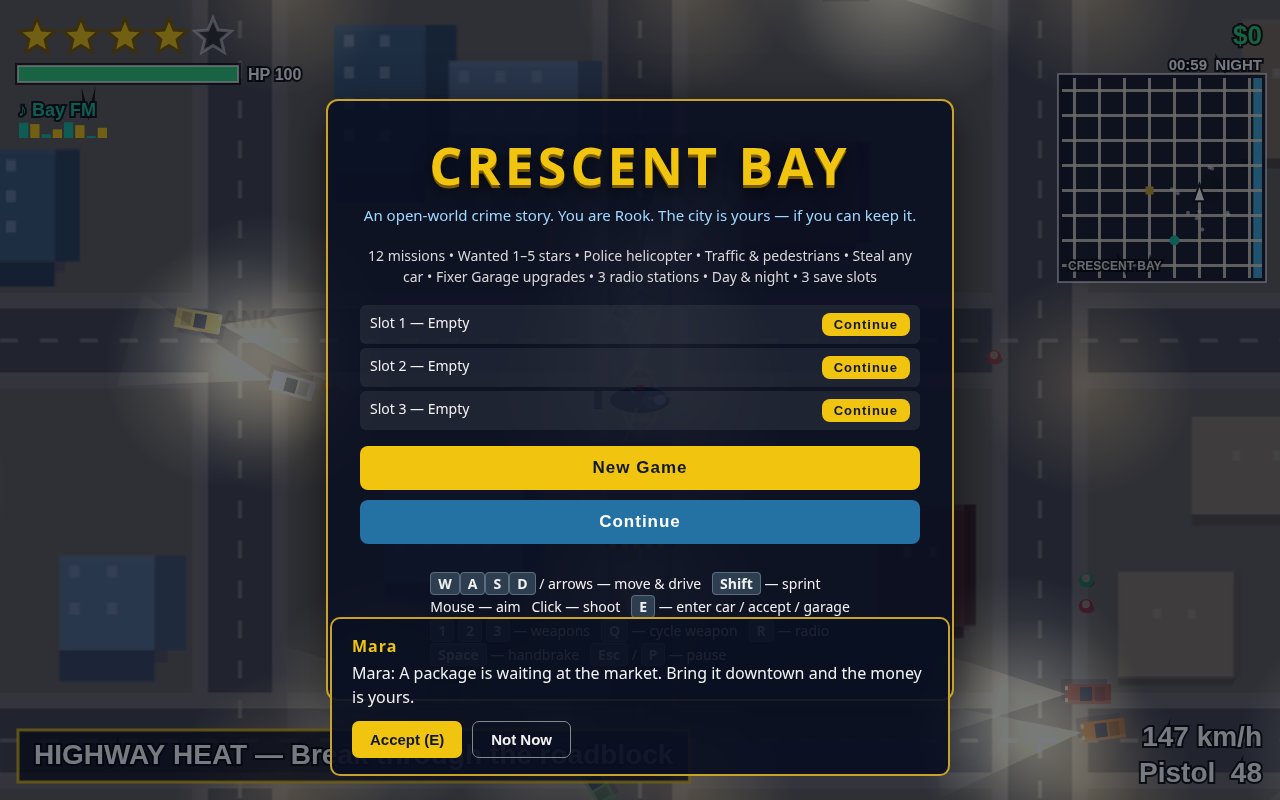 $0
HP 100
00:59 NIGHT
♪ Bay FM
CRESCENT BAY
An open-world crime story. You are Rook. The city is yours — if you can keep it.
12 missions • Wanted 1–5 stars • Police helicopter • Traffic & pedestrians • Steal any
car • Fixer Garage upgrades • 3 radio stations • Day & night • 3 save slots
CRESCENT BAY
Slot 1 — Empty Continue
Slot 2 — Empty Continue
Slot 3 — Empty Continue
New Game
Continue
W A S D / arrows — move & drive Shift — sprint
Mouse — aim Click — shoot E — enter car / accept / garage
1 2 3 — weapons Q — cycle weapon R — radio
Space — handbrake Esc / P — pause
Mara
Mara: A package is waiting at the market. Bring it downtown and the money
is yours.
Accept (E) Not Now
HIGHWAY HEAT — Break through the roadblock
147 km/h
Pistol 48